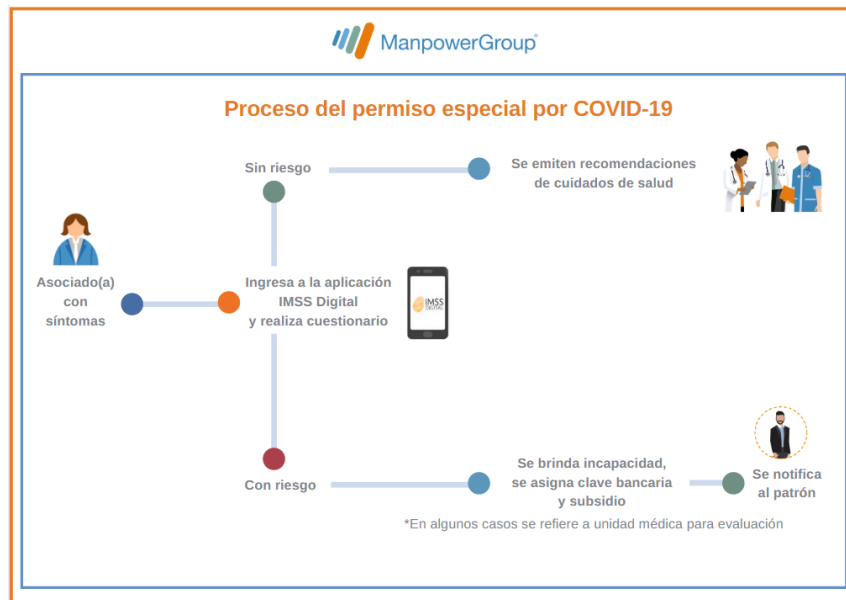 ManpowerGroup®
Proceso del permiso especial por COVID-19
Sin riesgo
Se emiten recomendaciones
de cuidados de salud
Asociado(a)
con
síntomas
Ingresa a la aplicación
IMSS Digital
y realiza cuestionario
IMSS
DIGITAL
Con riesgo
Se brinda incapacidad,
se asigna clave bancaria
y subsidio
Se notifica
al patrón
*En algunos casos se refiere a unidad médica para evaluación